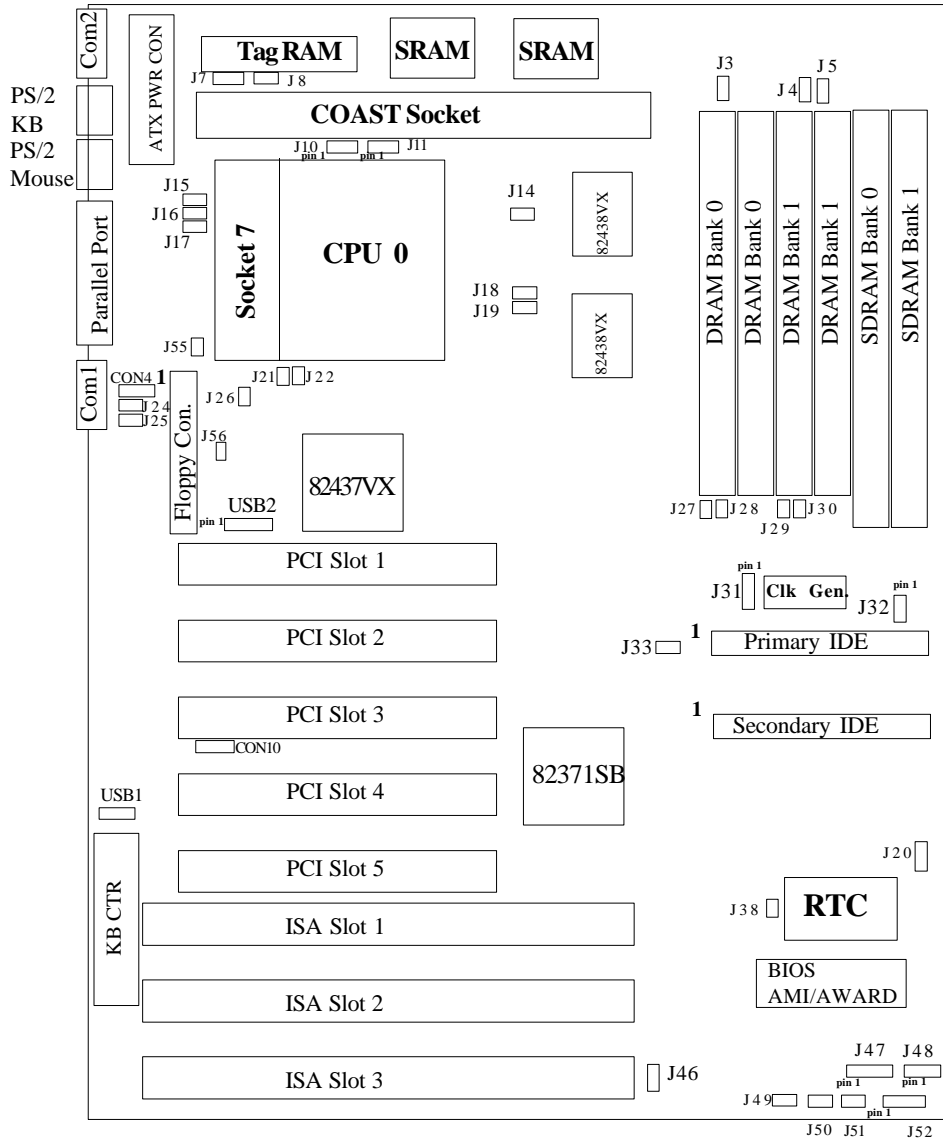 Com2
ATX PWR CON
Tag RAM
SRAM
SRAM
J7
J8
J3
J4
J5
PS/2
KB
PS/2
Mouse
COAST Socket
J10
pin 1
pin 1
J11
J15
J16
J17
Socket 7
CPU 0
J14
82438VX
J18
J19
82438VX
DRAM Bank 0
DRAM Bank 0
DRAM Bank 1
DRAM Bank 1
SDRAM Bank 0
SDRAM Bank 1
Parallel Port
J55
Com1
CON4
1
J24
J25
J21
J22
J26
Floppy Con.
J56
82437VX
pin 1
USB2
J27
J28
J29
J30
PCI Slot 1
pin 1
J31
Clk Gen.
pin 1
J32
PCI Slot 2
J33
1
Primary IDE
PCI Slot 3
CON10
1
Secondary IDE
82371SB
PCI Slot 4
USB1
KB CTR
PCI Slot 5
J20
J38
RTC
ISA Slot 1
BIOS
AMI/AWARD
ISA Slot 2
ISA Slot 3
J46
J47
J48
pin 1
pin 1
J49
pin 1
J50
J51
J52